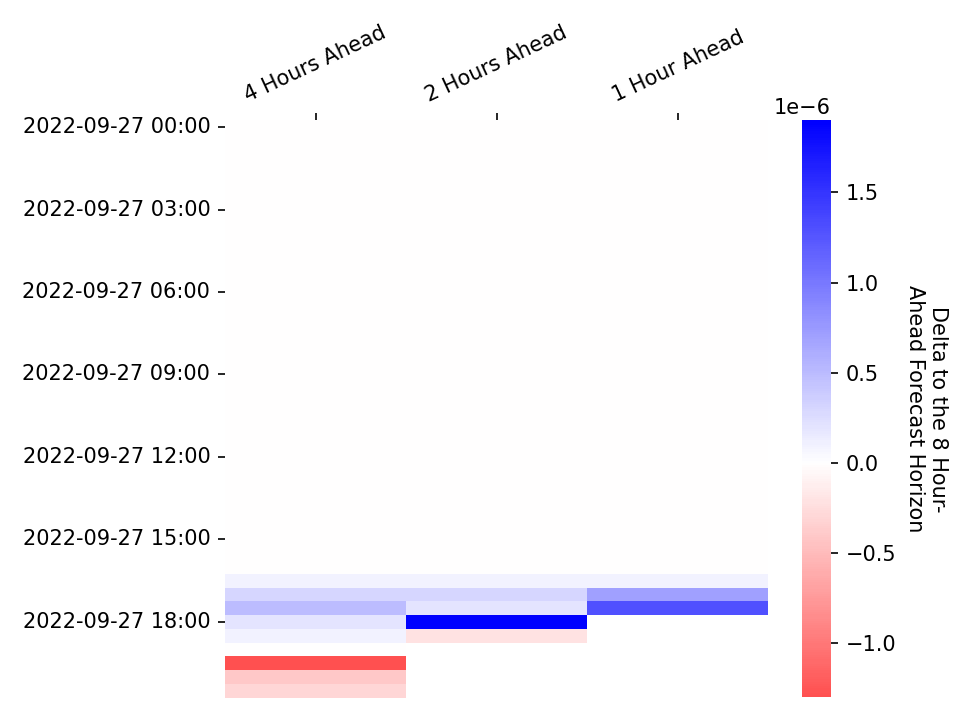 4 Hours Ahead
2 Hours Ahead
1 Hour Ahead
1e−6
2022-09-27 00:00
2022-09-27 03:00
2022-09-27 06:00
2022-09-27 09:00
2022-09-27 12:00
2022-09-27 15:00
2022-09-27 18:00
1.5
1.0
0.5
0.0
−0.5
−1.0
Delta to the 8 Hour-
Ahead Forecast Horizon